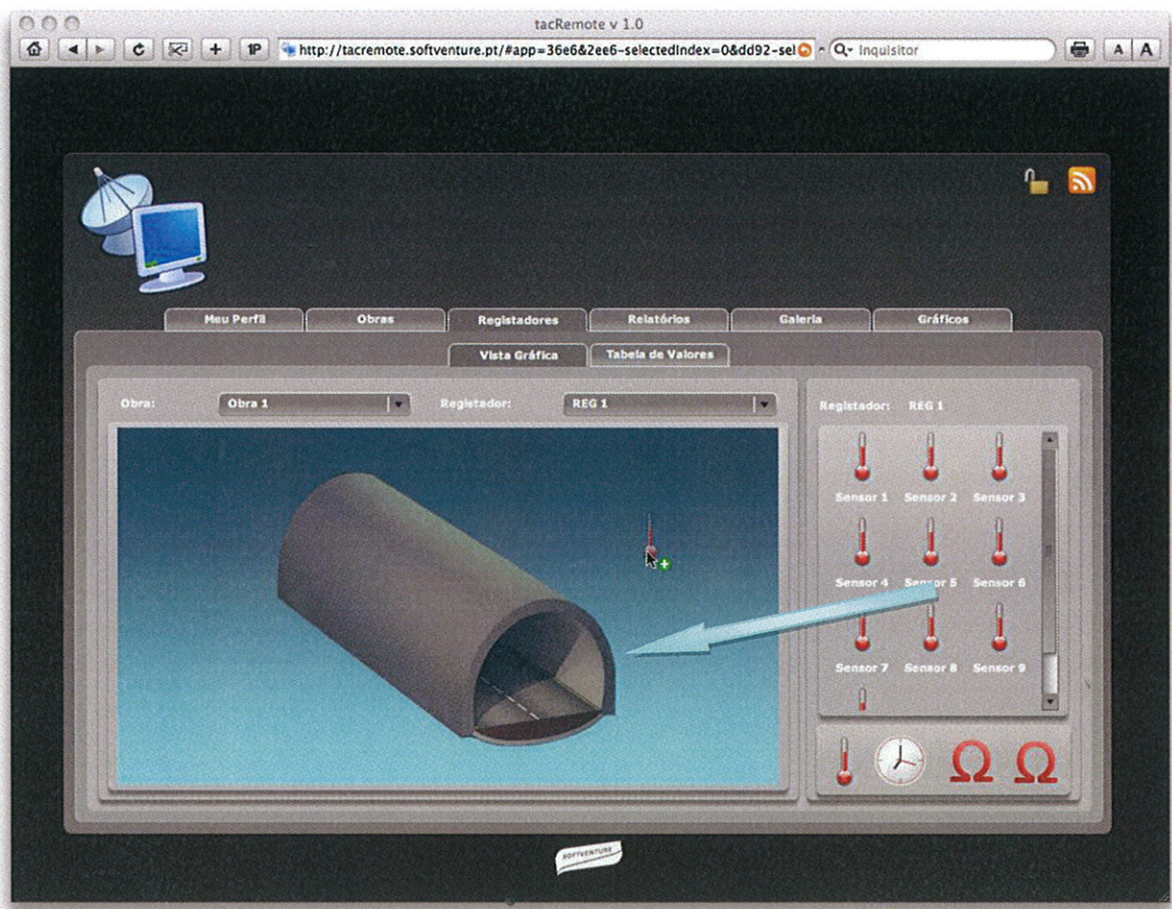 tacRemote v 1.0
1P http://tacremote.softventure.pt/#app=36e6&2ee6-selectedIndex=0&dd92-sel Inquisitor A A
Meu Perfil Obras Registadores Relatórios Galeria Gráficos
Vista Gráfica Tabela de Valores
Obra: Obra 1 Registador: REG 1
Registador: REG 1
Sensor 1 Sensor 2 Sensor 3
Sensor 4 Sensor 5 Sensor 6
Sensor 7 Sensor 8 Sensor 9
Ω Ω
SOFTVENTURE